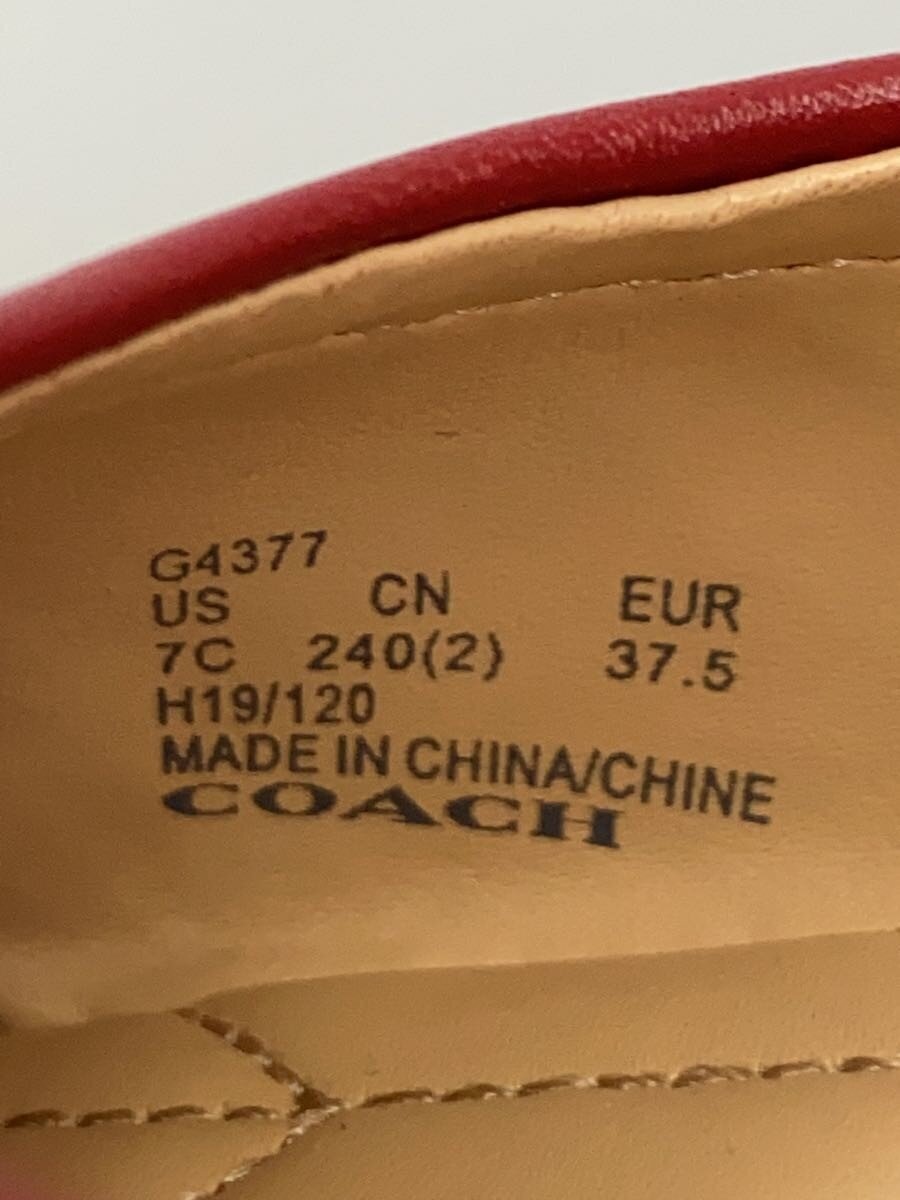 G4377
US CN EUR
7C 240(2) 37.5
H19/120
MADE IN CHINA/CHINE
COACH